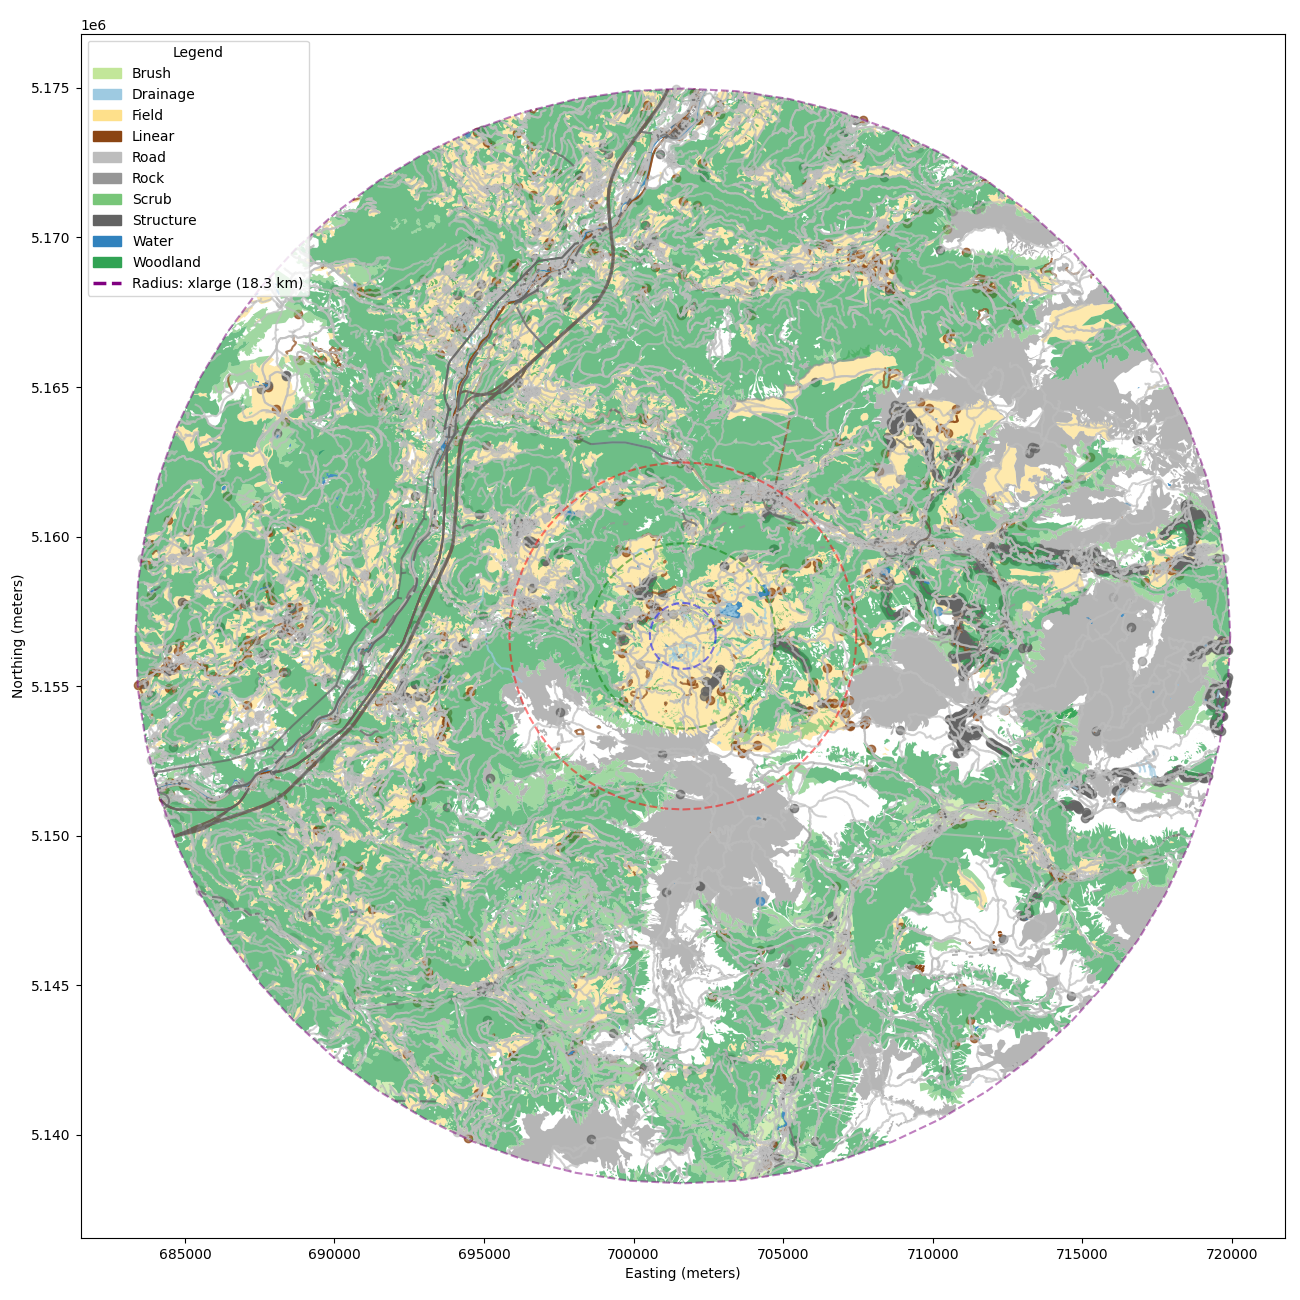 1e6
Legend
Brush
Drainage
Field
Linear
Road
Rock
Scrub
Structure
Water
Woodland
Radius: xlarge (18.3 km)
5.175
5.170
5.165
5.160
5.155
5.150
5.145
5.140
Northing (meters)
685000 690000 695000 700000 705000 710000 715000 720000
Easting (meters)